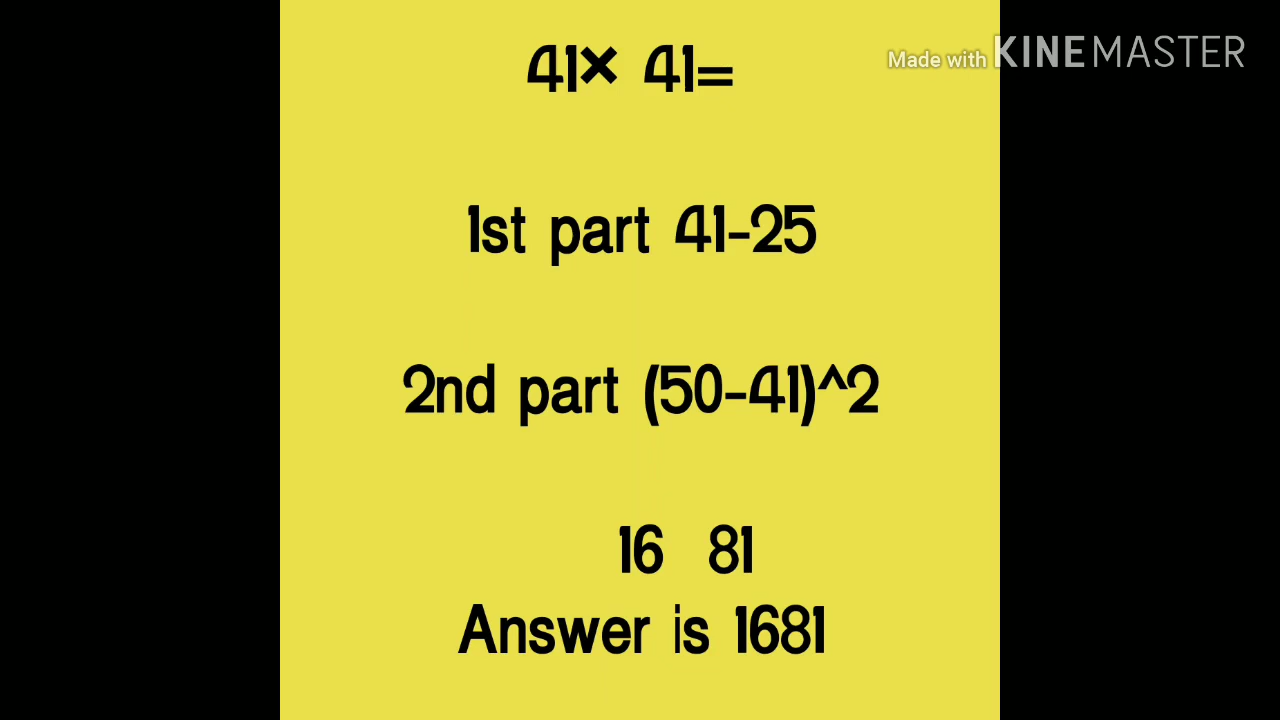 41× 41=
Made with KINEMASTER
1st part 41-25
2nd part (50-41)^2
16 81
Answer is 1681